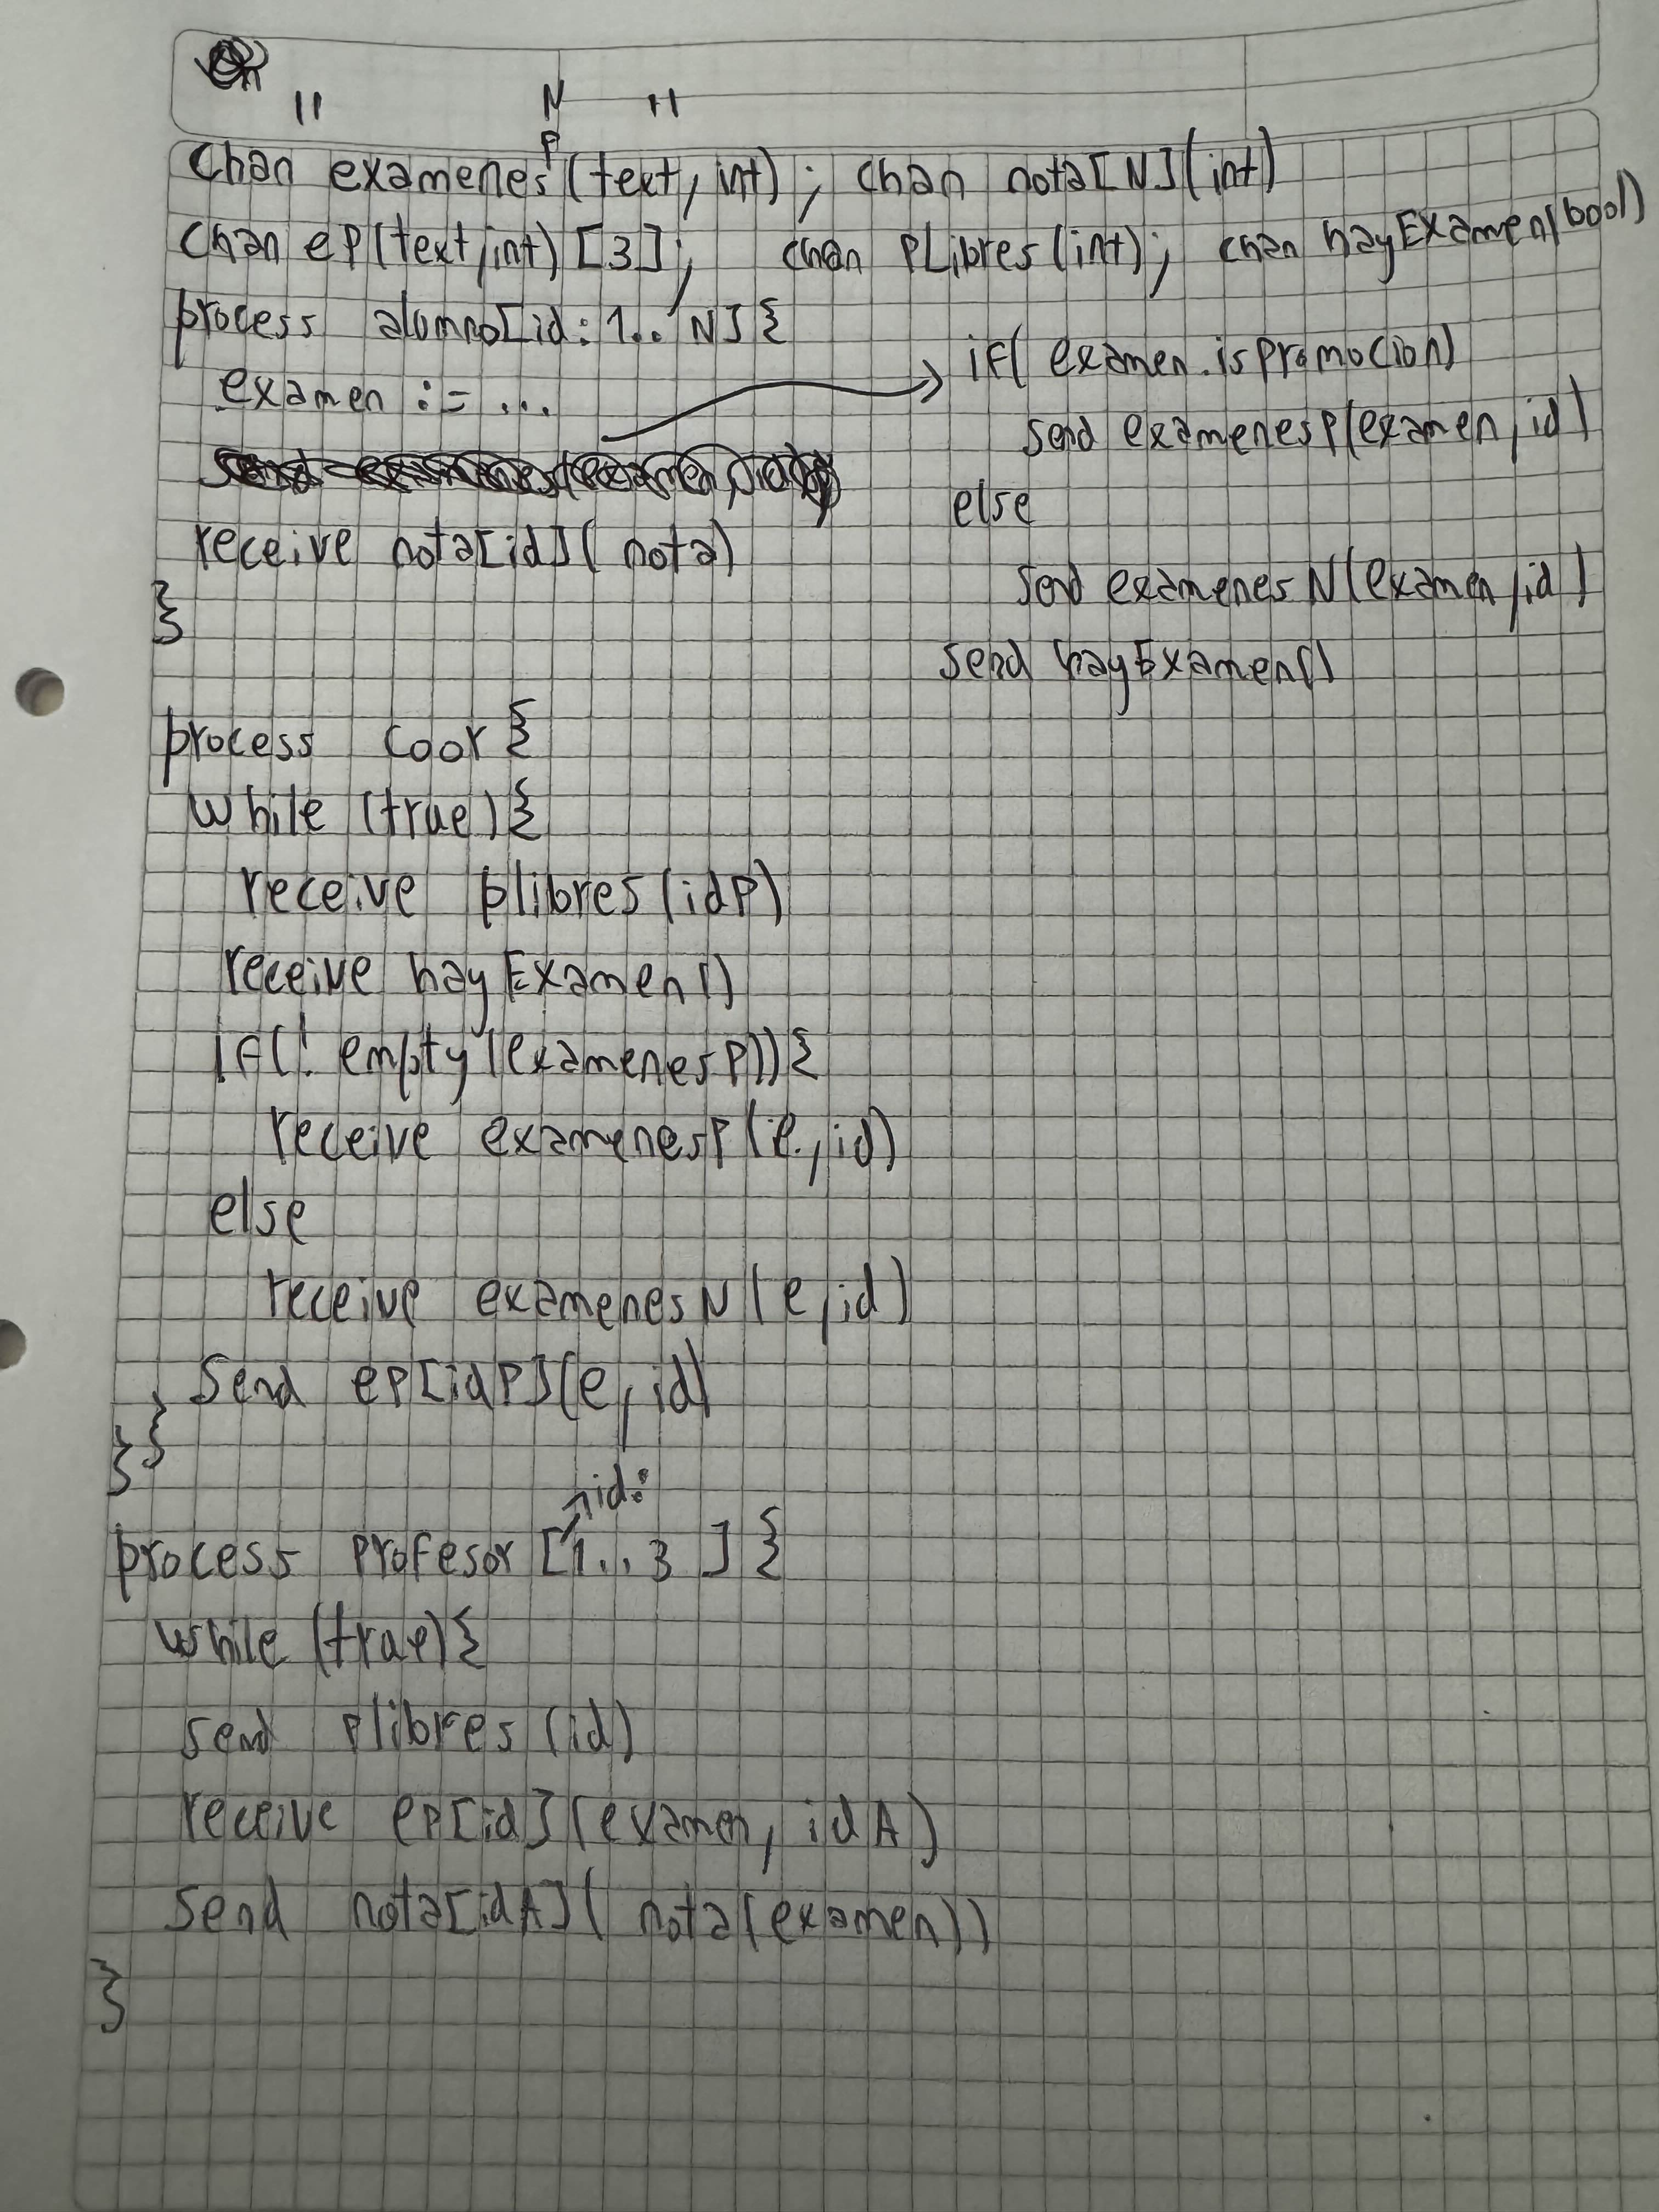 " N "
P
chan examenes (text, int); chan nota[N](int)
chan eP(text, int) [3]; chan PLibres (int); chan hayExamen(bool)
process alumno[id: 1.. N] {
examen := ...
receive nota[id]( nota)
}
if( examen.isPromocion)
send examenesP(examen, id)
else
send examenes N(examen, id)
send hayExamen()
process coor {
while (true) {
receive plibres (idP)
receive hayExamen()
if(! empty (examenesP)) {
receive examenesP (e, id)
else
receive examenes N (e, id)
send eP[idP](e, id)
} }
id:
process Profesor [1.. 3 ] {
while (true) {
send plibres (id)
receive eP[id](examen, idA)
send nota[idA]( nota(examen))
}